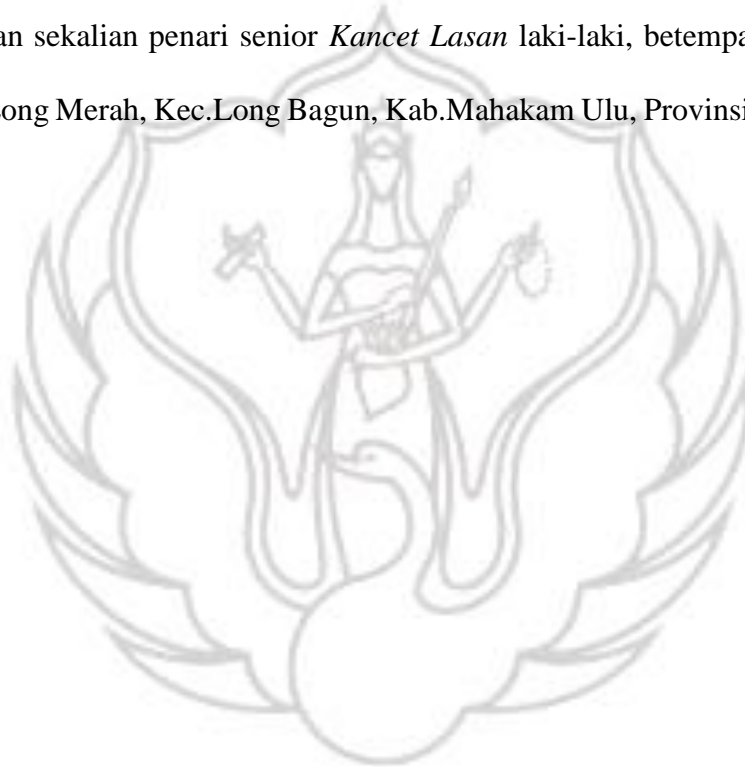 an sekalian penari senior Kancet Lasan laki-laki, betempa
ong Merah, Kec.Long Bagun, Kab.Mahakam Ulu, Provinsi